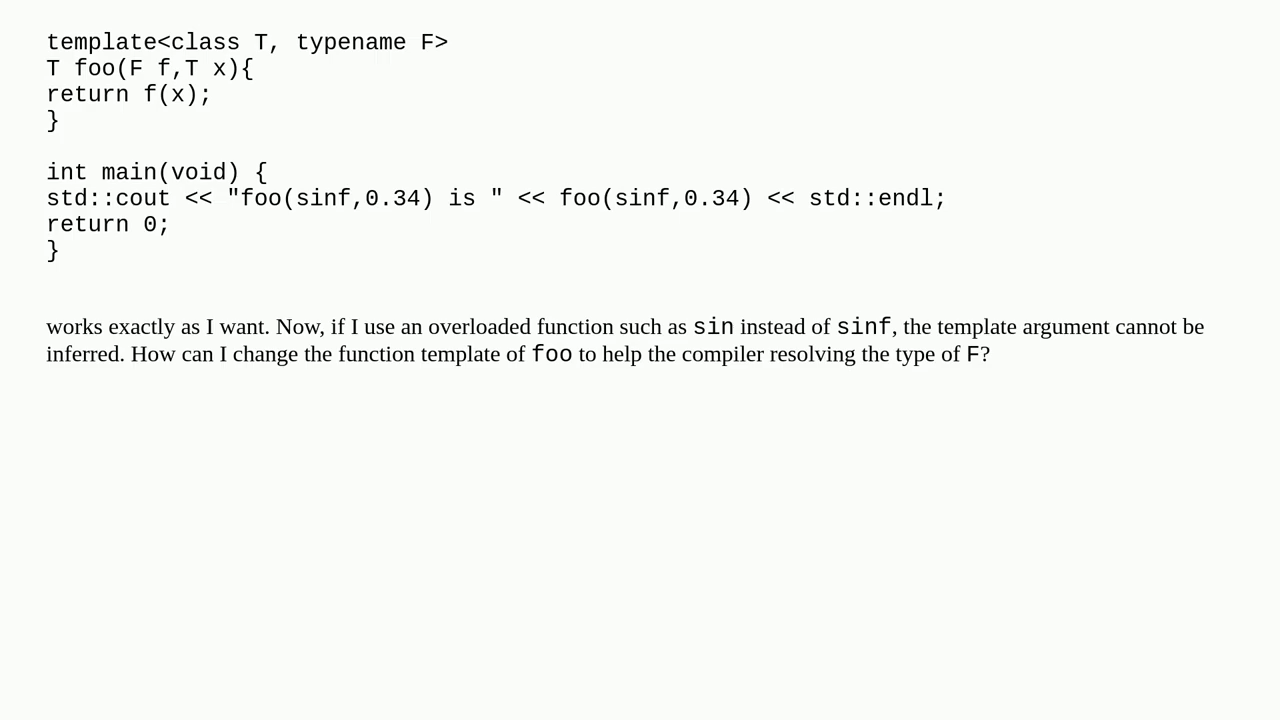 template<class T, typename F>
T foo(F f,T x){
return f(x);
}
int main(void) {
std::cout << "foo(sinf,0.34) is " << foo(sinf,0.34) << std::endl;
return 0;
}
works exactly as I want. Now, if I use an overloaded function such as sin instead of sinf, the template argument cannot be
inferred. How can I change the function template of foo to help the compiler resolving the type of F?